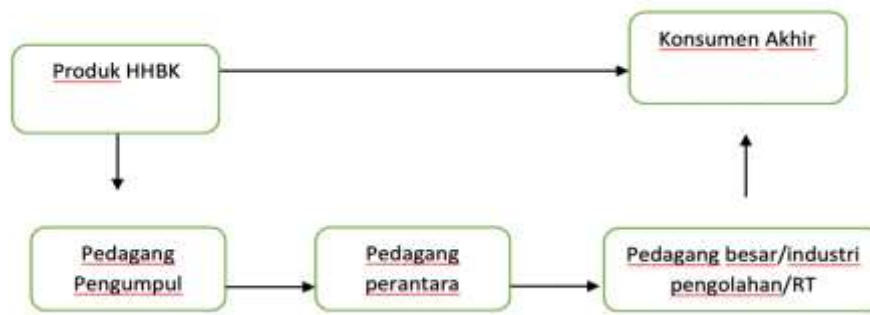 Produk HHBK
Konsumen Akhir
Pedagang
Pengumpul
Pedagang
perantara
Pedagang besar/industri
pengolahan/RT